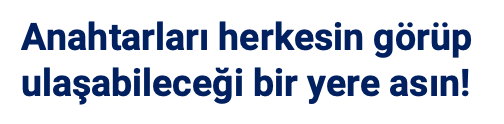 Anahtarları herkesin görüp
ulaşabileceği bir yere asın!